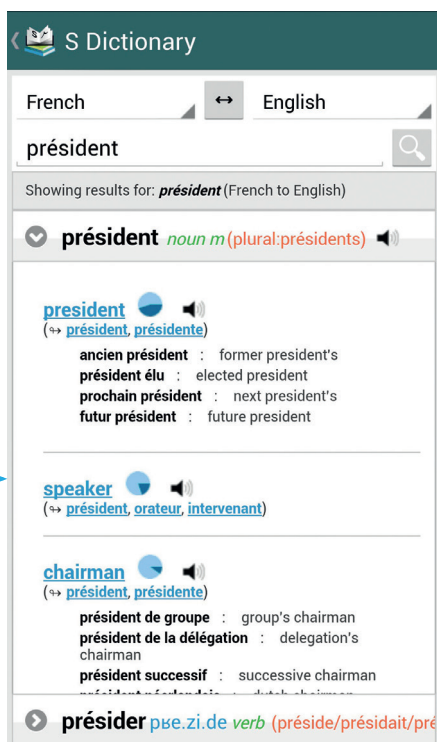 S Dictionary
French ↔ English
président
Showing results for: président (French to English)
président noun m (plural:présidents)
president
(↔ président, présidente)
ancien président : former president's
président élu : elected president
prochain président : next president's
futur président : future president
speaker
(↔ président, orateur, intervenant)
chairman
(↔ président, présidente)
président de groupe : group's chairman
président de la délégation : delegation's
chairman
président successif : successive chairman
présider pʁe.zi.de verb (préside/présidait/pré